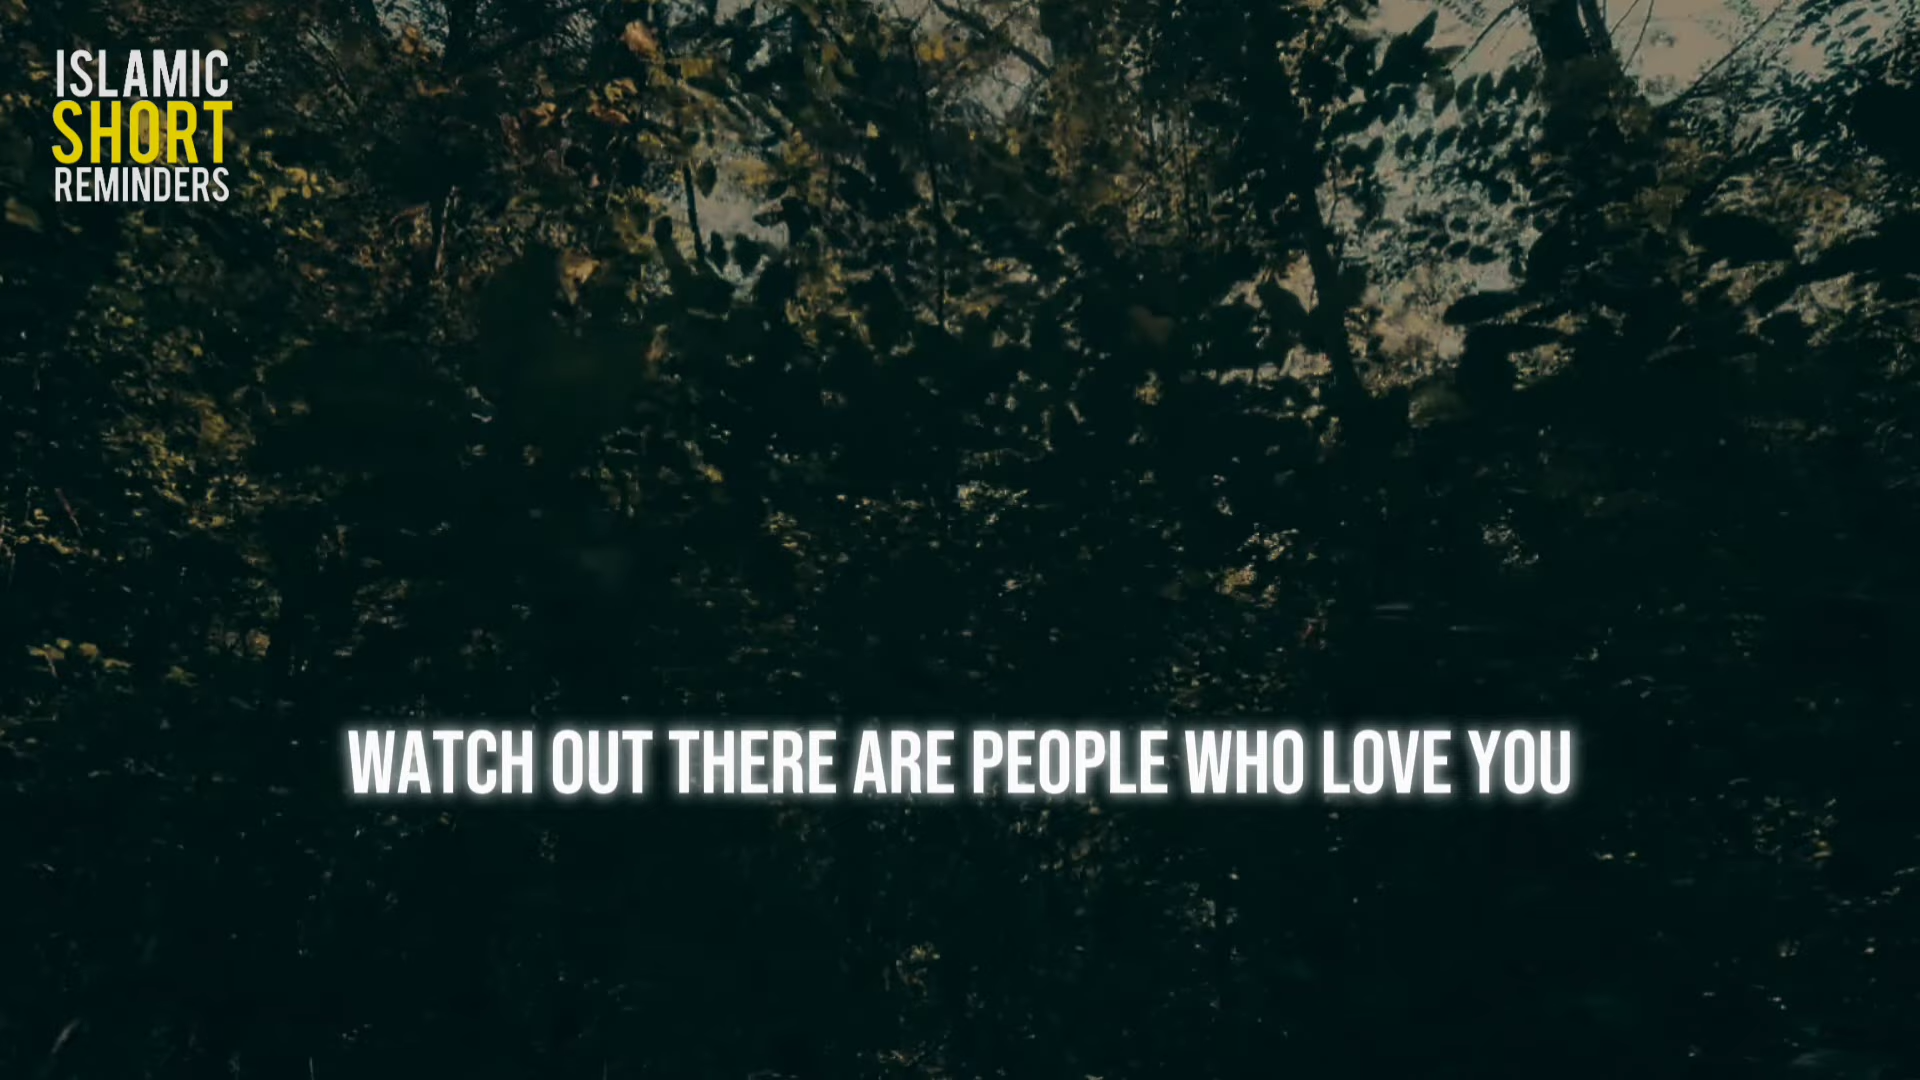 ISLAMIC
SHORT
REMINDERS
WATCH OUT THERE ARE PEOPLE WHO LOVE YOU